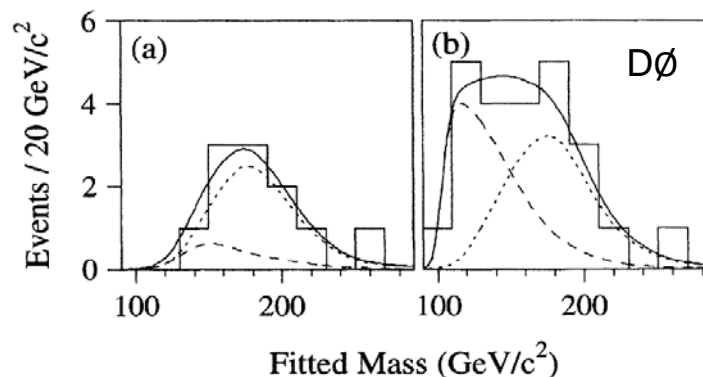 6
4
2
0
Events / 20 GeV/c²
(a)
(b)
DØ
100
200
100
200
Fitted Mass (GeV/c²)